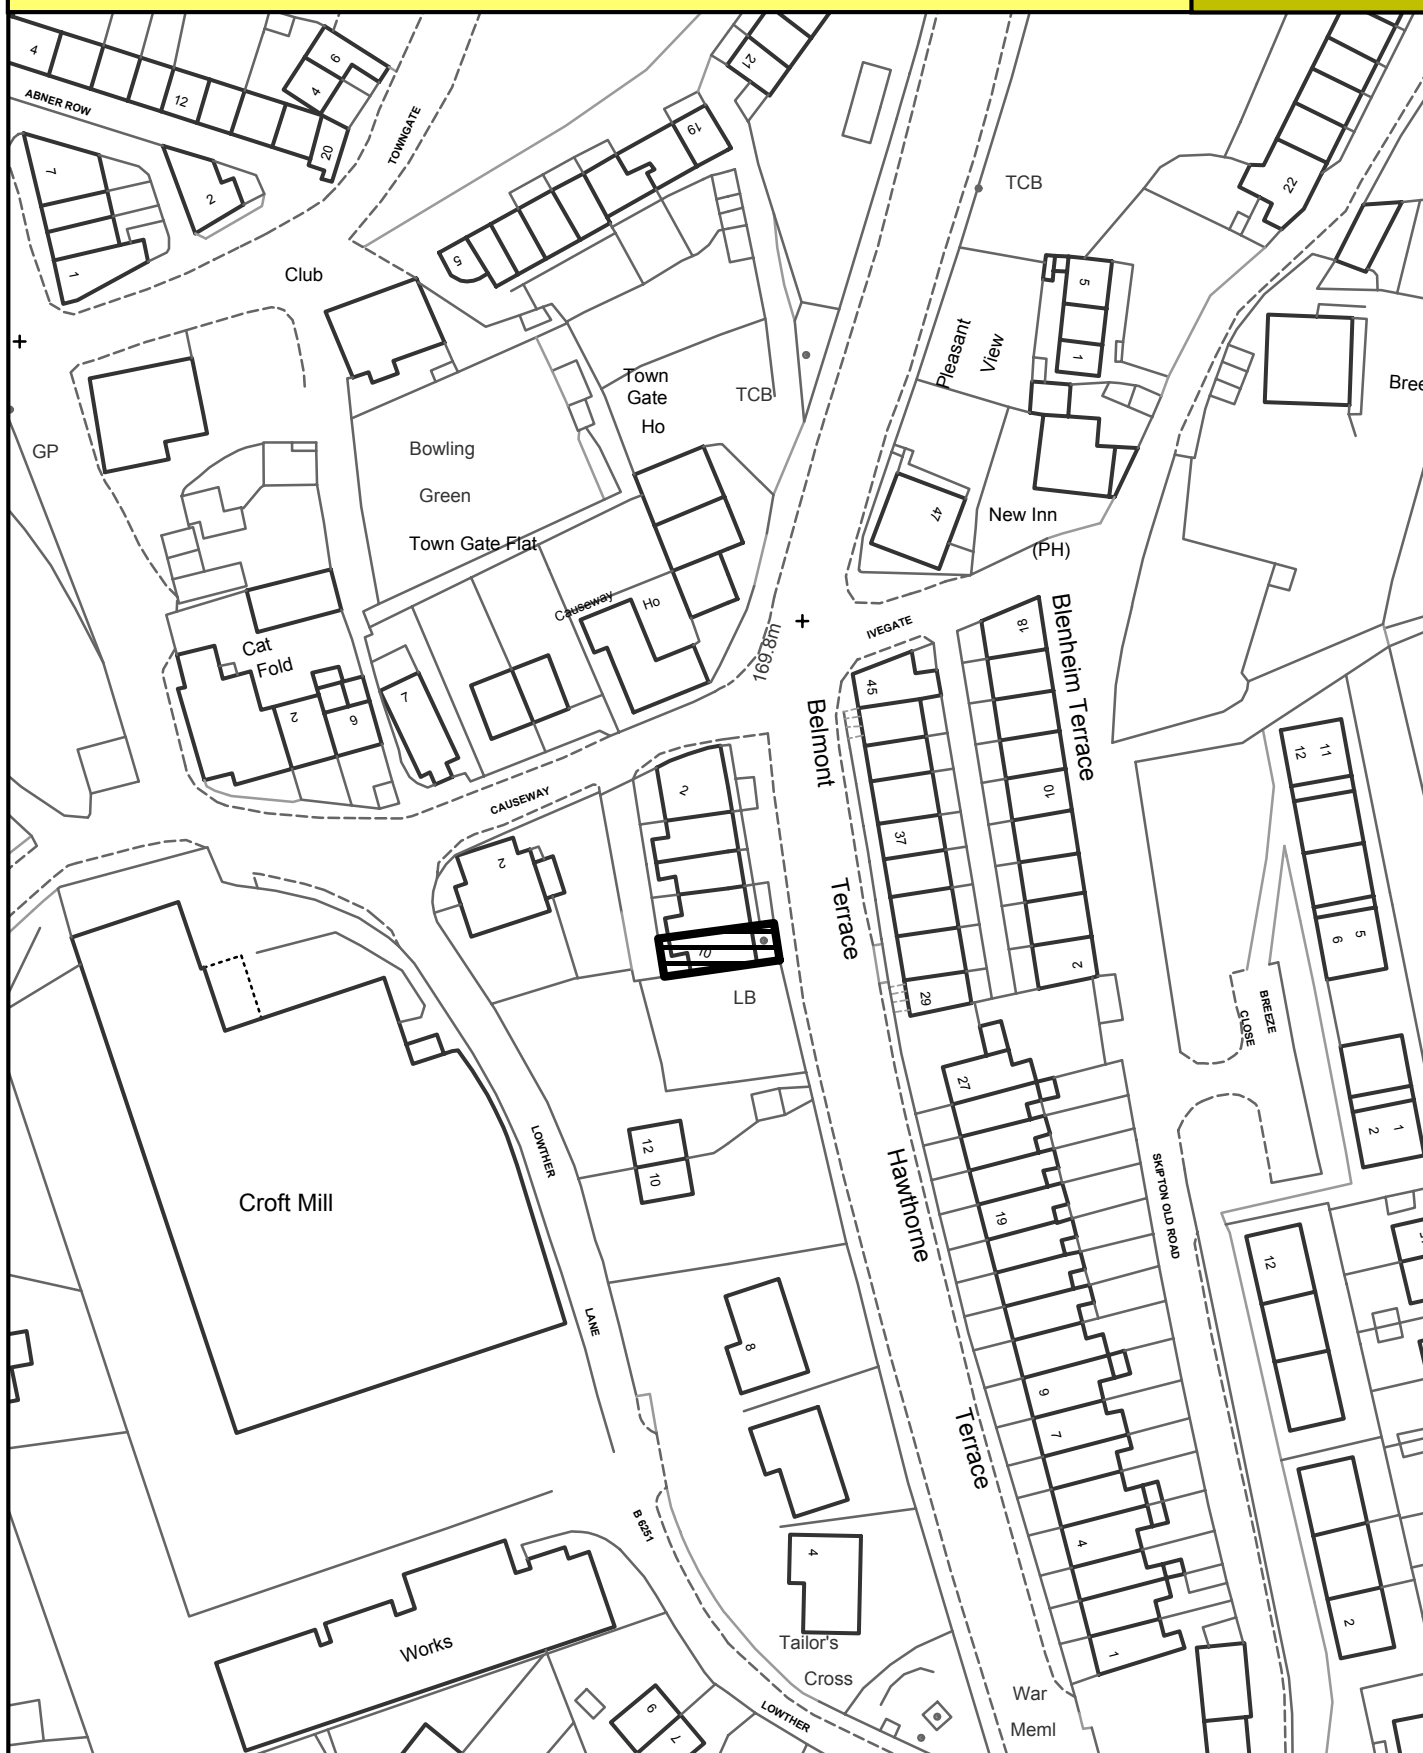 4
6
4
21
ABNER ROW
12
TOWNGATE
20
19
7
2
TCB
22
1
5
Club
5
Pleasant
View
1
Town
Gate
Ho
TCB
Bree
GP
Bowling
Green
Town Gate Flat
47
New Inn
(PH)
Causeway
Ho
169.8m
IVEGATE
18
Blenheim Terrace
Cat
Fold
2
6
7
45
Belmont
Terrace
12
11
CAUSEWAY
2
10
37
2
10
LB
2
29
6
5
BREEZE
CLOSE
27
LOWTHER
LANE
12
10
2
1
Croft Mill
Hawthorne
Terrace
19
SKIPTON OLD ROAD
12
8
9
7
B 6251
4
4
2
Works
Tailor's
Cross
1
War
Meml
LOWTHER
6
7